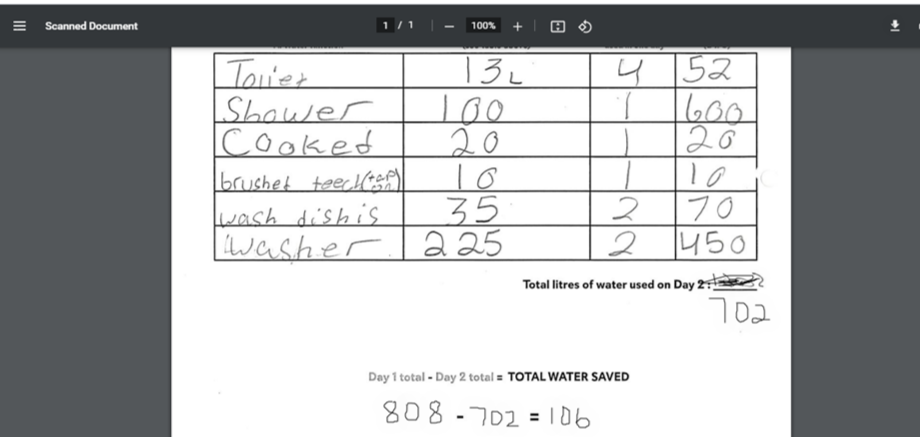 Scanned Document
1 / 1
100%
Toilet 13L 4 52
Shower 100 1 600
Cooked 20 1 20
brushet teech(tap on) 10 1 10
wash dishis 35 2 70
washer 225 2 450
Total litres of water used on Day 2:
702
Day 1 total - Day 2 total = TOTAL WATER SAVED
808 - 702 = 106